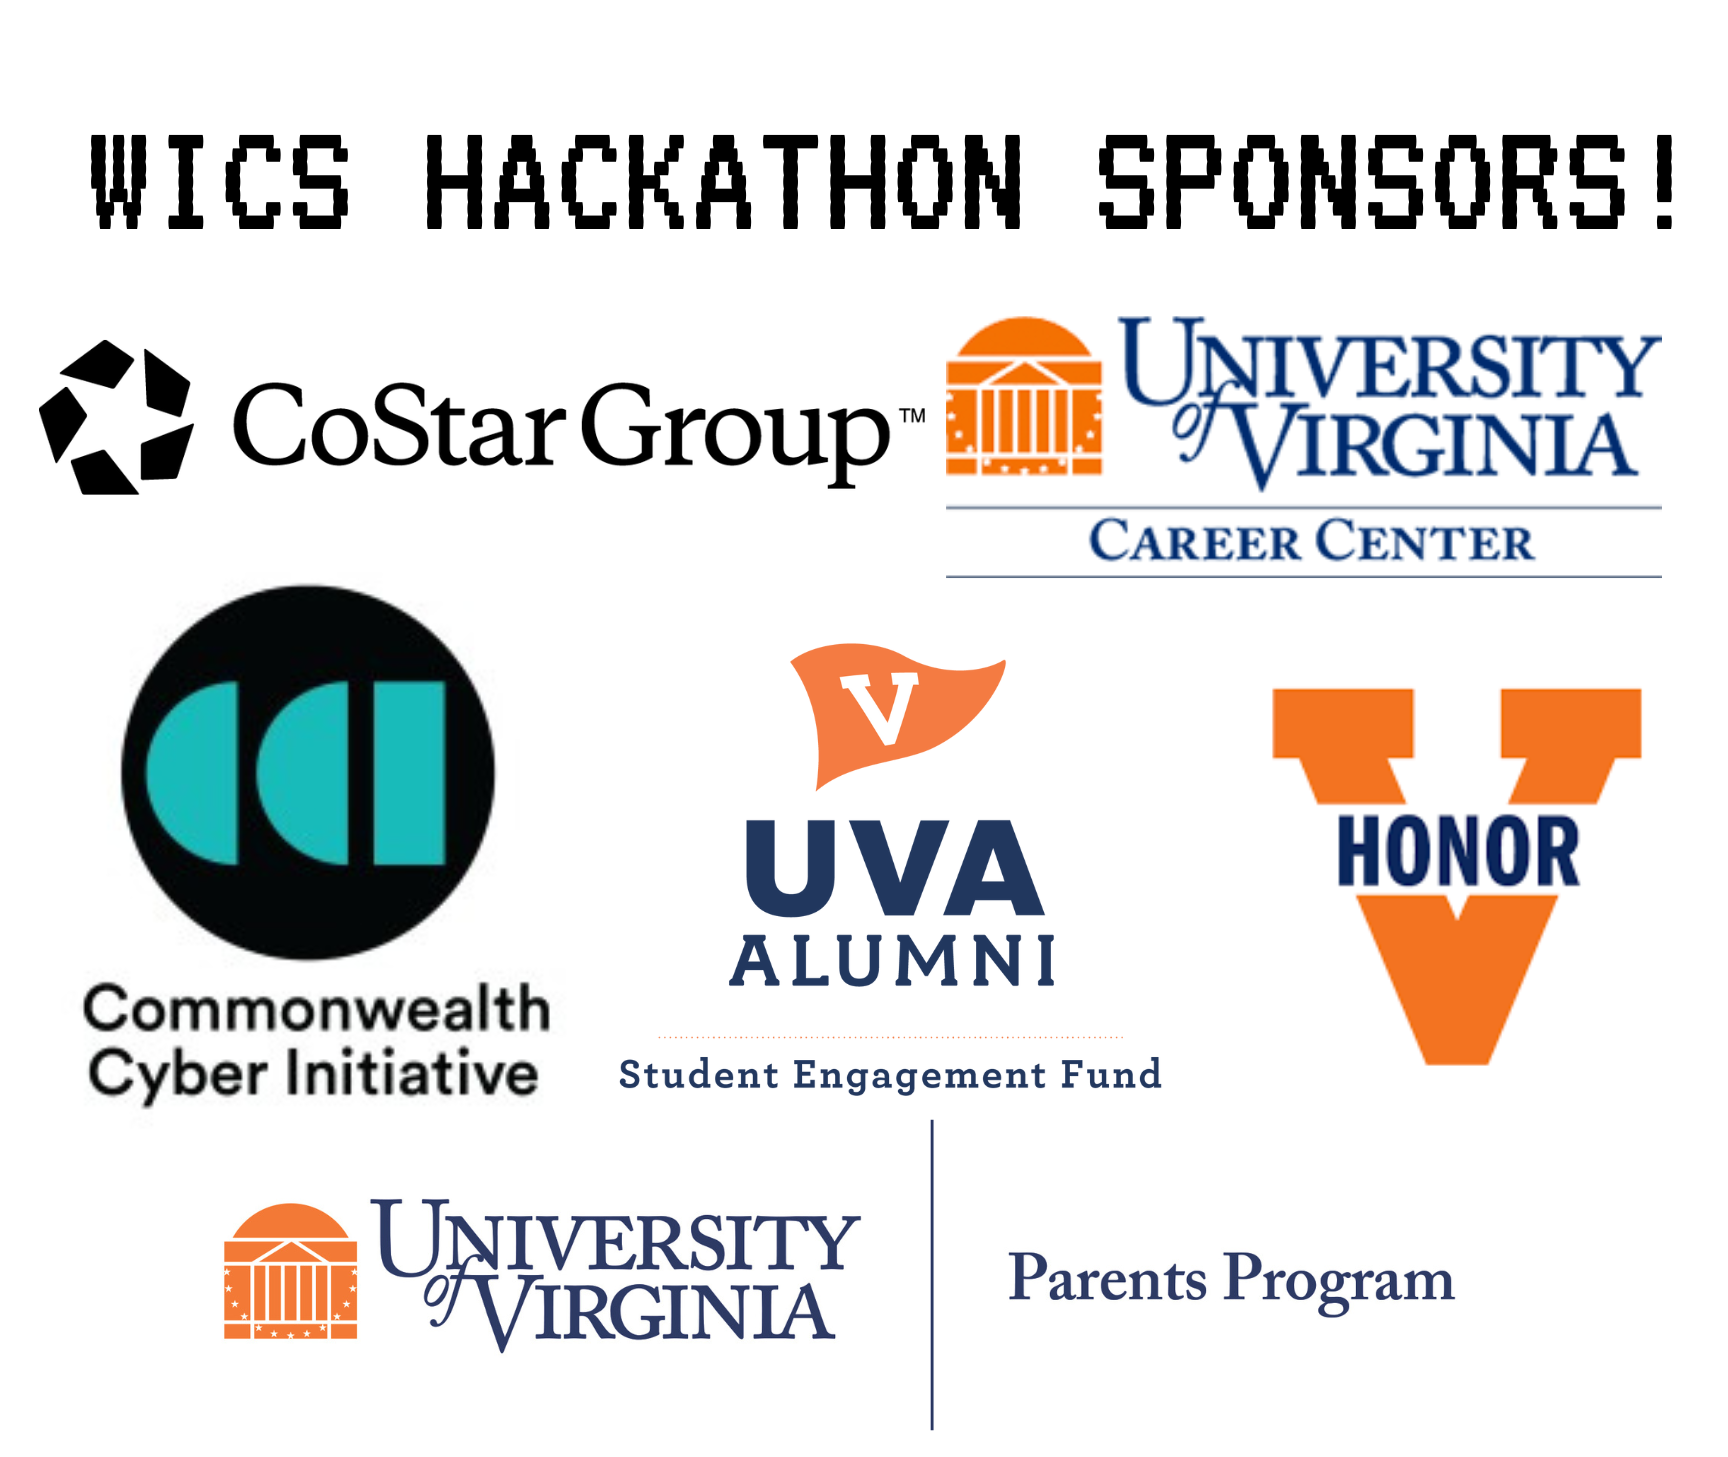 WICS HACKATHON SPONSORS!
CoStar Group™
UNIVERSITY
of VIRGINIA
CAREER CENTER
CCI
Commonwealth
Cyber Initiative
V
UVA
ALUMNI
Student Engagement Fund
V
HONOR
UNIVERSITY
of VIRGINIA
Parents Program